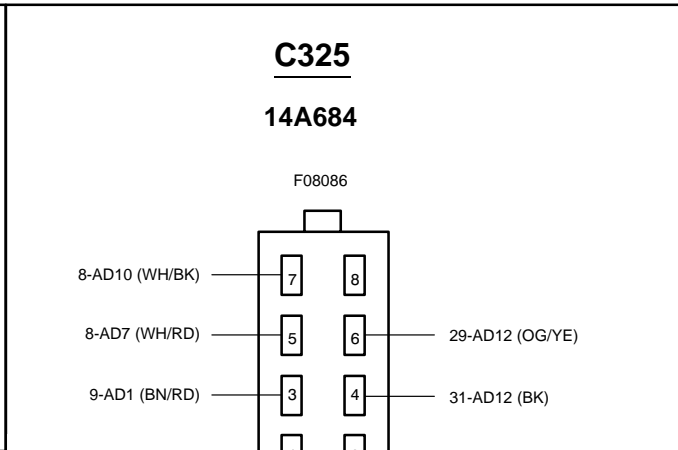 C325
14A684
F08086
8-AD10 (WH/BK) 7 8
8-AD7 (WH/RD) 5 6 29-AD12 (OG/YE)
9-AD1 (BN/RD) 3 4 31-AD12 (BK)